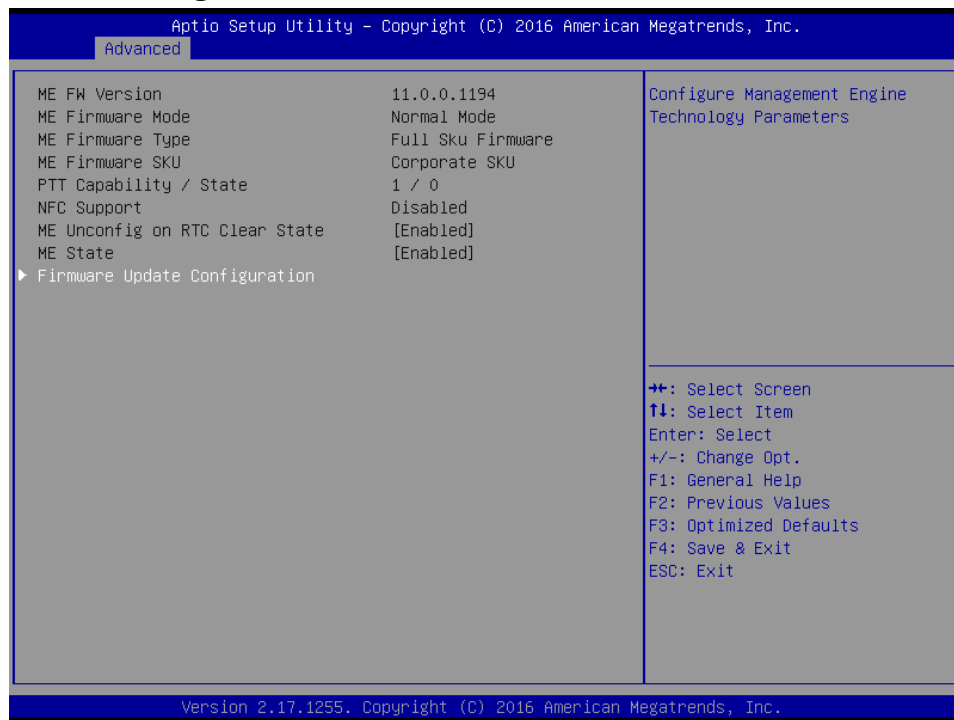 Aptio Setup Utility – Copyright (C) 2016 American Megatrends, Inc.
Advanced
ME FW Version 11.0.0.1194
ME Firmware Mode Normal Mode
ME Firmware Type Full Sku Firmware
ME Firmware SKU Corporate SKU
PTT Capability / State 1 / 0
NFC Support Disabled
ME Unconfig on RTC Clear State [Enabled]
ME State [Enabled]
Firmware Update Configuration
Configure Management Engine
Technology Parameters
→←: Select Screen
↑↓: Select Item
Enter: Select
+/-: Change Opt.
F1: General Help
F2: Previous Values
F3: Optimized Defaults
F4: Save & Exit
ESC: Exit
Version 2.17.1255. Copyright (C) 2016 American Megatrends, Inc.